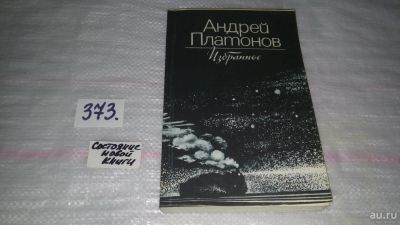 Андрей
Платонов
Избранное
373.
Состояние
новой
книги
au.ru